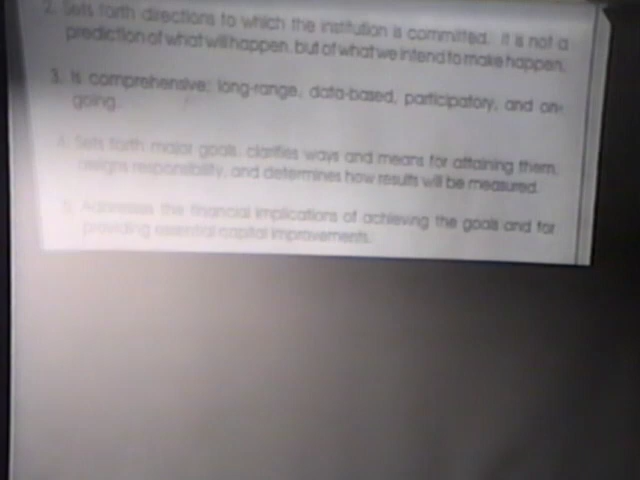 2. Sets forth directions to which the institution is committed. It is not a
prediction of what will happen, but of what we intend to make happen.
3. Is comprehensive, long-range, data-based, participatory, and on-
going.
4. Sets forth major goals, clarifies ways and means for attaining them,
assigns responsibility, and determines how results will be measured.
5. Addresses the financial implications of achieving the goals and for
providing essential capital improvements.